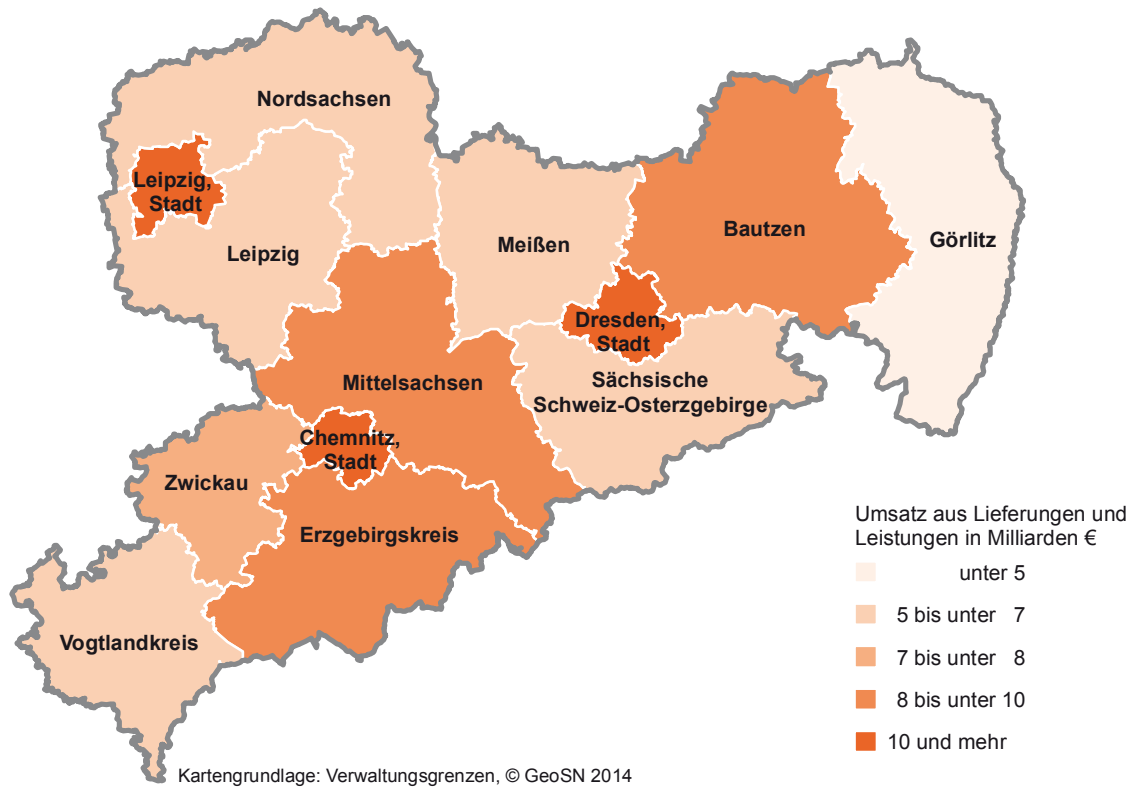 Nordsachsen
Leipzig,
Stadt
Leipzig
Meißen
Bautzen
Görlitz
Dresden,
Stadt
Mittelsachsen
Sächsische
Schweiz-Osterzgebirge
Chemnitz,
Stadt
Zwickau
Erzgebirgskreis
Vogtlandkreis
Umsatz aus Lieferungen und
Leistungen in Milliarden €
unter 5
5 bis unter 7
7 bis unter 8
8 bis unter 10
10 und mehr
Kartengrundlage: Verwaltungsgrenzen, © GeoSN 2014